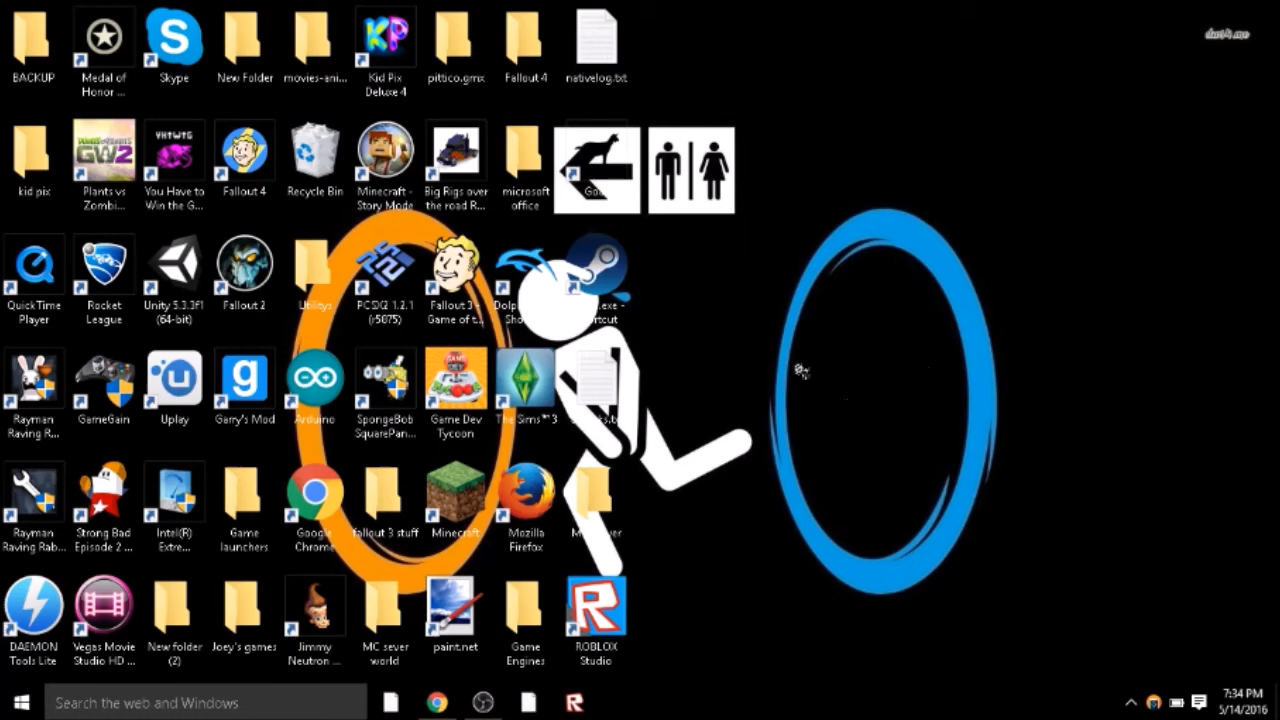 BACKUP
Medal of
Honor ...
Skype
New Folder
movies-ani...
Kid Pix
Deluxe 4
pittico.gmx
Fallout 4
nativelog.txt
kid pix
Plants vs
Zombi...
You Have to
Win the G...
Fallout 4
Recycle Bin
Minecraft -
Story Mode
Big Rigs over
the road R...
microsoft
office
QuickTime
Player
Rocket
League
Unity 5.3.3f1
(64-bit)
Fallout 2
Utilitys
PCSX2 1.2.1
(r5875)
Fallout 3 -
Game of t...
Rayman
Raving R...
GameGain
Uplay
Garry's Mod
Arduino
SpongeBob
SquarePan...
Game Dev
Tycoon
The Sims™ 3
Rayman
Raving Rab...
Strong Bad
Episode 2 ...
Intel(R)
Extre...
Game
launchers
Google
Chrome
fallout 3 stuff
Minecraft
Mozilla
Firefox
DAEMON
Tools Lite
Vegas Movie
Studio HD ...
New folder
(2)
Joey's games
Jimmy
Neutron ...
MC sever
world
paint.net
Game
Engines
ROBLOX
Studio
Search the web and Windows
7:34 PM
5/14/2016